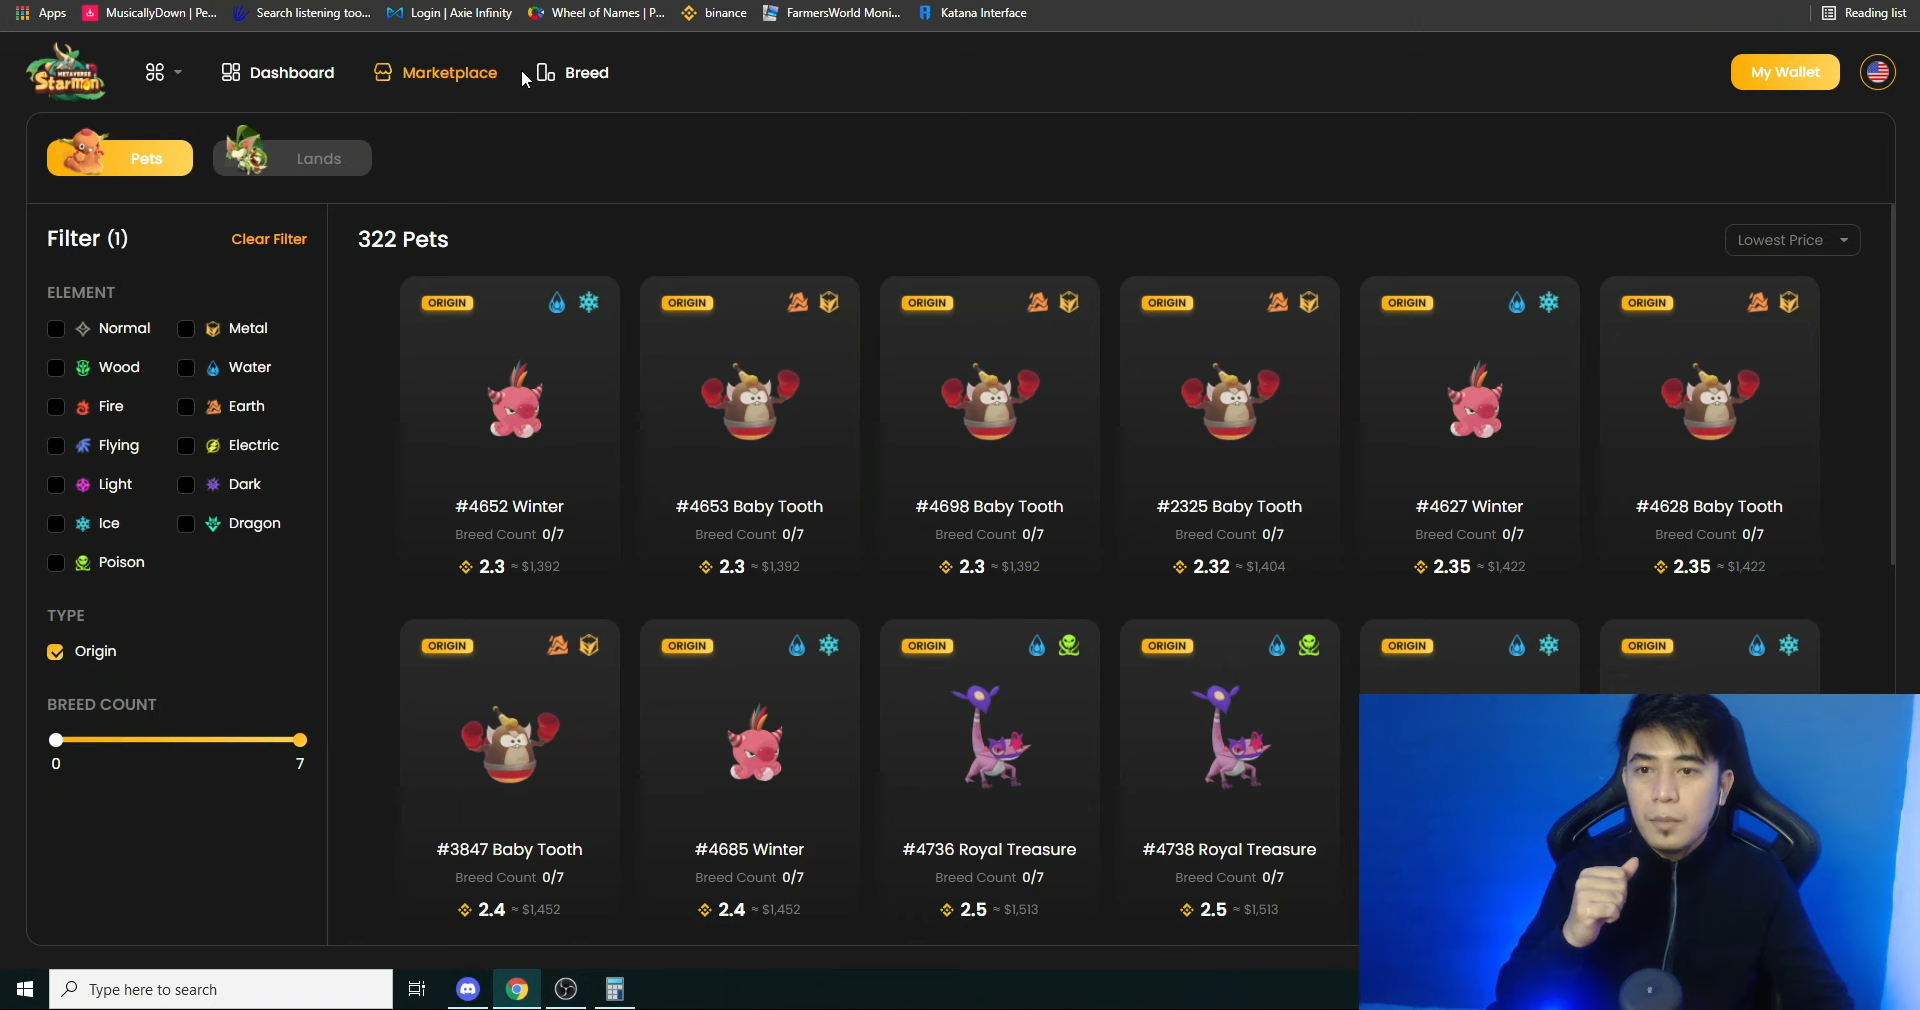 Apps MusicallyDown | Pe... Search listening too... Login | Axie Infinity Wheel of Names | P... binance FarmersWorld Moni... Katana Interface Reading list
METAVERSE
Starmon
Dashboard Marketplace Breed My Wallet
Pets Lands
Filter (1) Clear Filter
ELEMENT
Normal Metal
Wood Water
Fire Earth
Flying Electric
Light Dark
Ice Dragon
Poison
TYPE
Origin
BREED COUNT
0 7
322 Pets Lowest Price
ORIGIN ORIGIN ORIGIN ORIGIN ORIGIN ORIGIN
#4652 Winter #4653 Baby Tooth #4698 Baby Tooth #2325 Baby Tooth #4627 Winter #4628 Baby Tooth
Breed Count 0/7 Breed Count 0/7 Breed Count 0/7 Breed Count 0/7 Breed Count 0/7 Breed Count 0/7
2.3 ≈ $1,392 2.3 ≈ $1,392 2.3 ≈ $1,392 2.32 ≈ $1,404 2.35 ≈ $1,422 2.35 ≈ $1,422
ORIGIN ORIGIN ORIGIN ORIGIN ORIGIN ORIGIN
#3847 Baby Tooth #4685 Winter #4736 Royal Treasure #4738 Royal Treasure
Breed Count 0/7 Breed Count 0/7 Breed Count 0/7 Breed Count 0/7
2.4 ≈ $1,452 2.4 ≈ $1,452 2.5 ≈ $1,513 2.5 ≈ $1,513
Type here to search